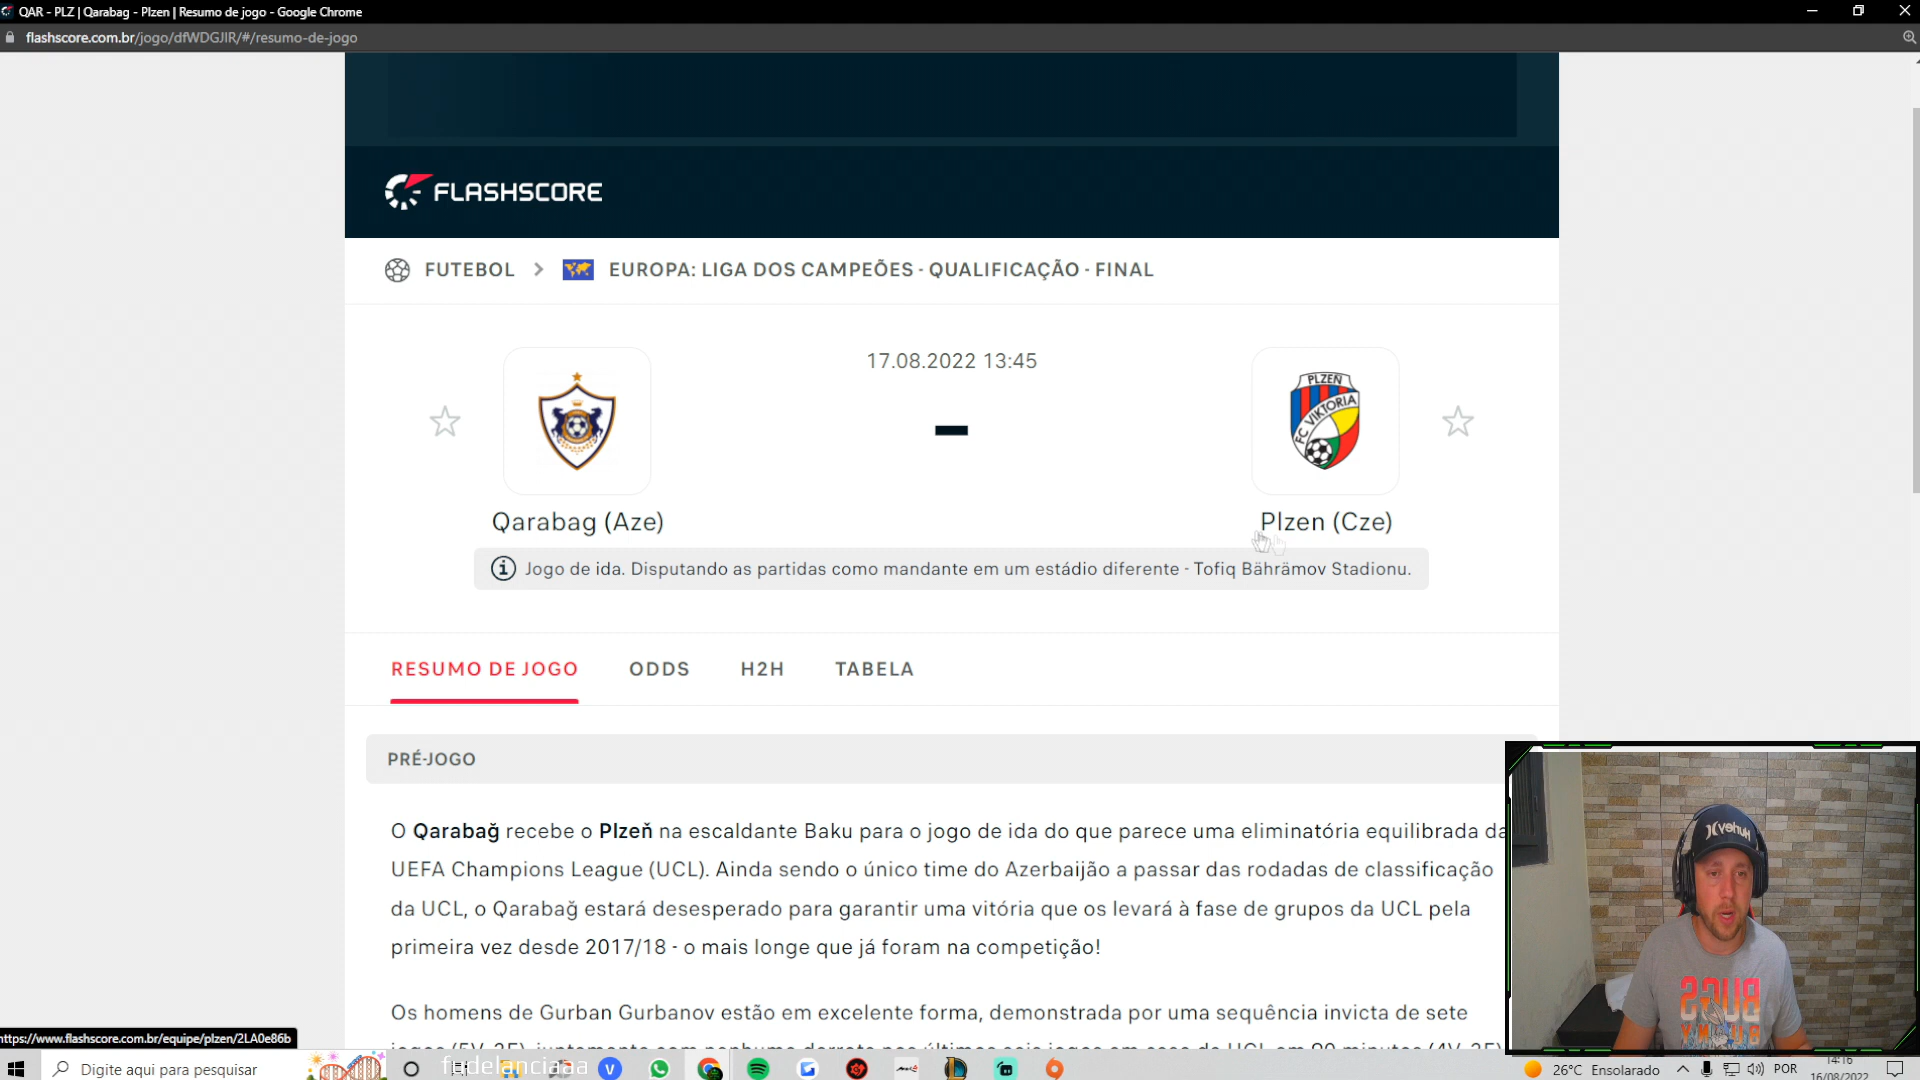 QAR - PLZ | Qarabag - Plzen | Resumo de jogo - Google Chrome
flashscore.com.br/jogo/dfWDGJIR/#/resumo-de-jogo
FLASHSCORE
FUTEBOL > EUROPA: LIGA DOS CAMPEÕES - QUALIFICAÇÃO - FINAL
17.08.2022 13:45
PLZEŇ
FC VIKTORIA
-
Qarabag (Aze)
Plzen (Cze)
Jogo de ida. Disputando as partidas como mandante em um estádio diferente - Tofiq Bährämov Stadionu.
RESUMO DE JOGO ODDS H2H TABELA
PRÉ-JOGO
O Qarabağ recebe o Plzeň na escaldante Baku para o jogo de ida do que parece uma eliminatória equilibrada da
UEFA Champions League (UCL). Ainda sendo o único time do Azerbaijão a passar das rodadas de classificação
da UCL, o Qarabağ estará desesperado para garantir uma vitória que os levará à fase de grupos da UCL pela
primeira vez desde 2017/18 - o mais longe que já foram na competição!
Os homens de Gurban Gurbanov estão em excelente forma, demonstrada por uma sequência invicta de sete
https://www.flashscore.com.br/equipe/plzen/2LA0e86b
Digite aqui para pesquisar
26°C Ensolarado
POR
14:16
16/08/2022